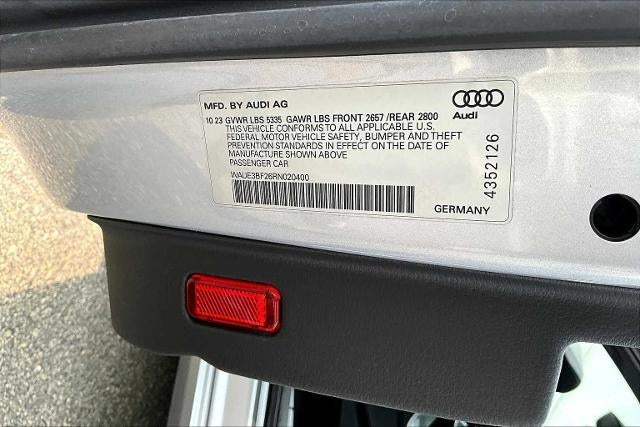 MFD. BY AUDI AG
10 23 GVWR LBS 5335 GAWR LBS FRONT 2657 /REAR 2800
THIS VEHICLE CONFORMS TO ALL APPLICABLE U.S.
FEDERAL MOTOR VEHICLE SAFETY, BUMPER AND THEFT
PREVENTION STANDARDS IN EFFECT ON THE DATE OF
MANUFACTURE SHOWN ABOVE
PASSENGER CAR
WAUE3BF26RN020400
Audi
4352126
GERMANY